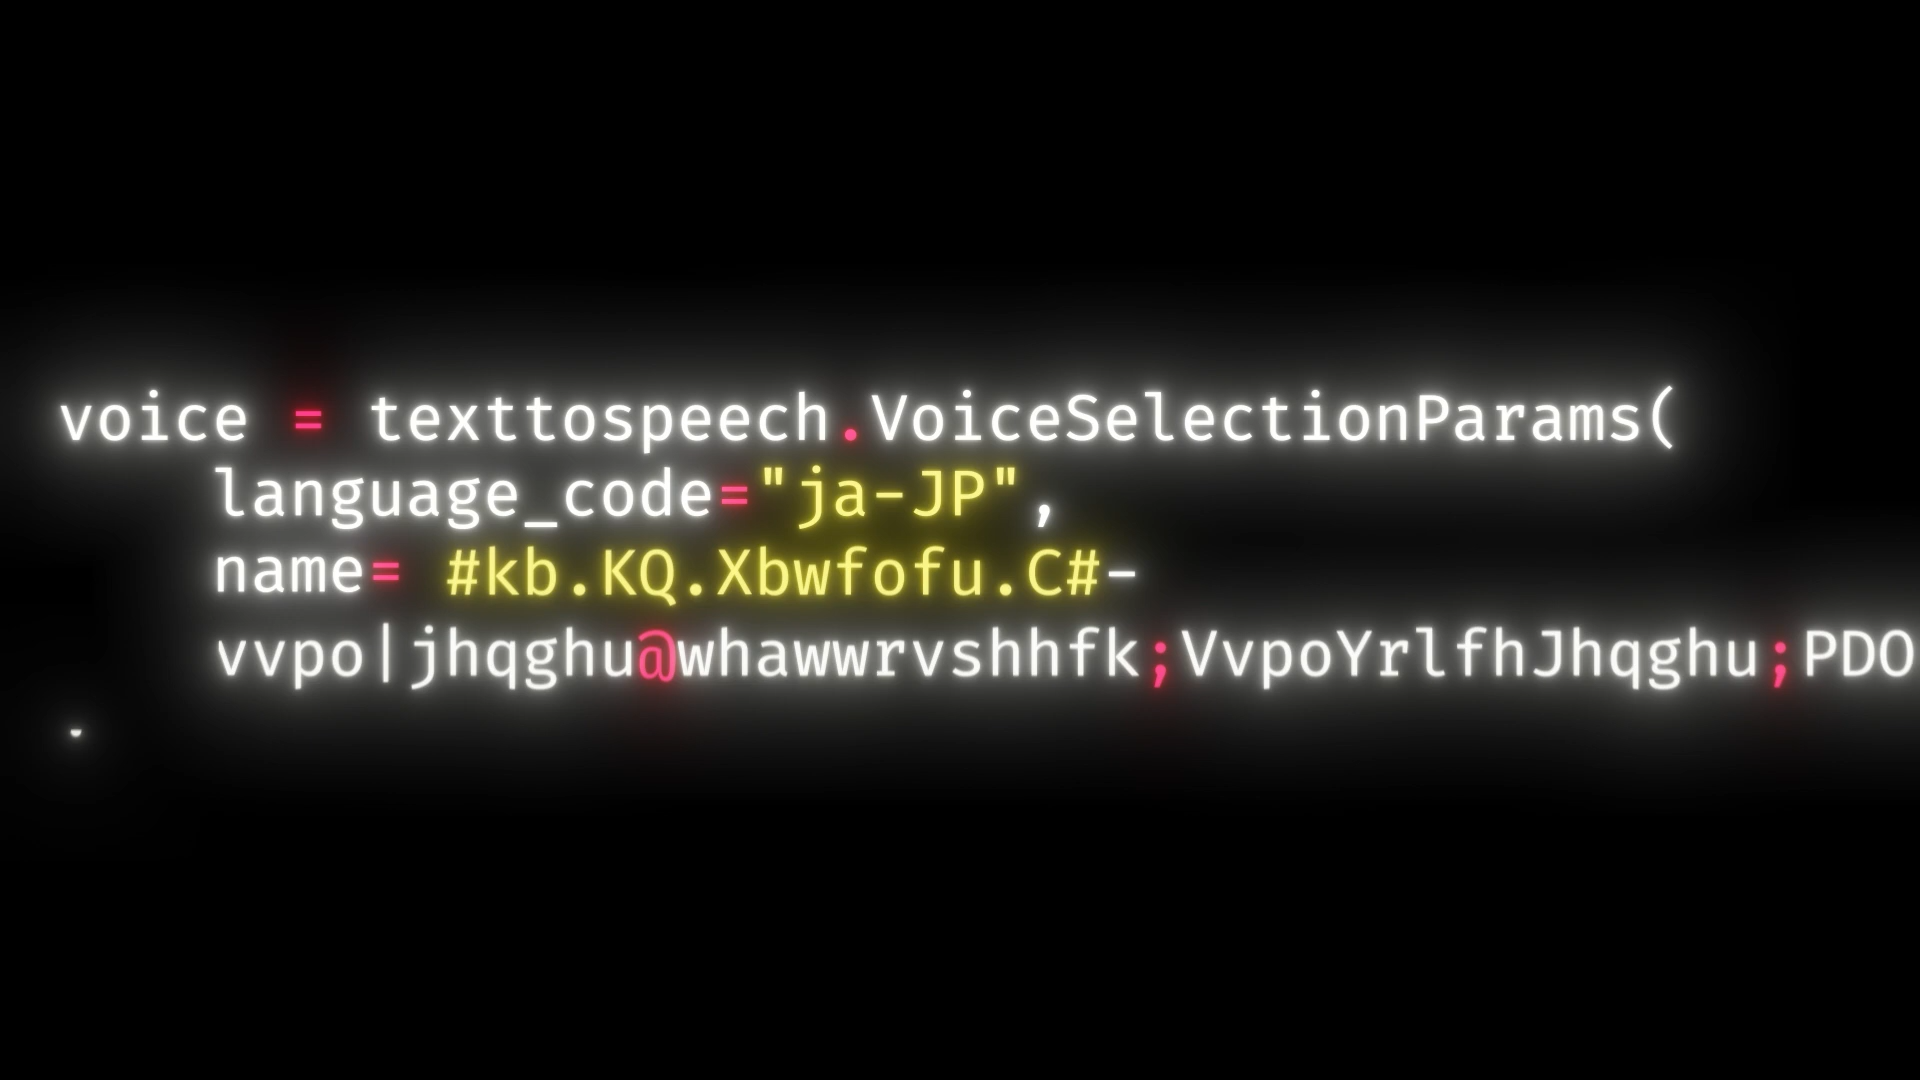 voice = texttospeech.VoiceSelectionParams(
language_code="ja-JP",
name= #kb.KQ.Xbwfofu.C#-
vvpo|jhqghu@whawwrvshhfk;VvpoYrlfhJhqghu;PDO